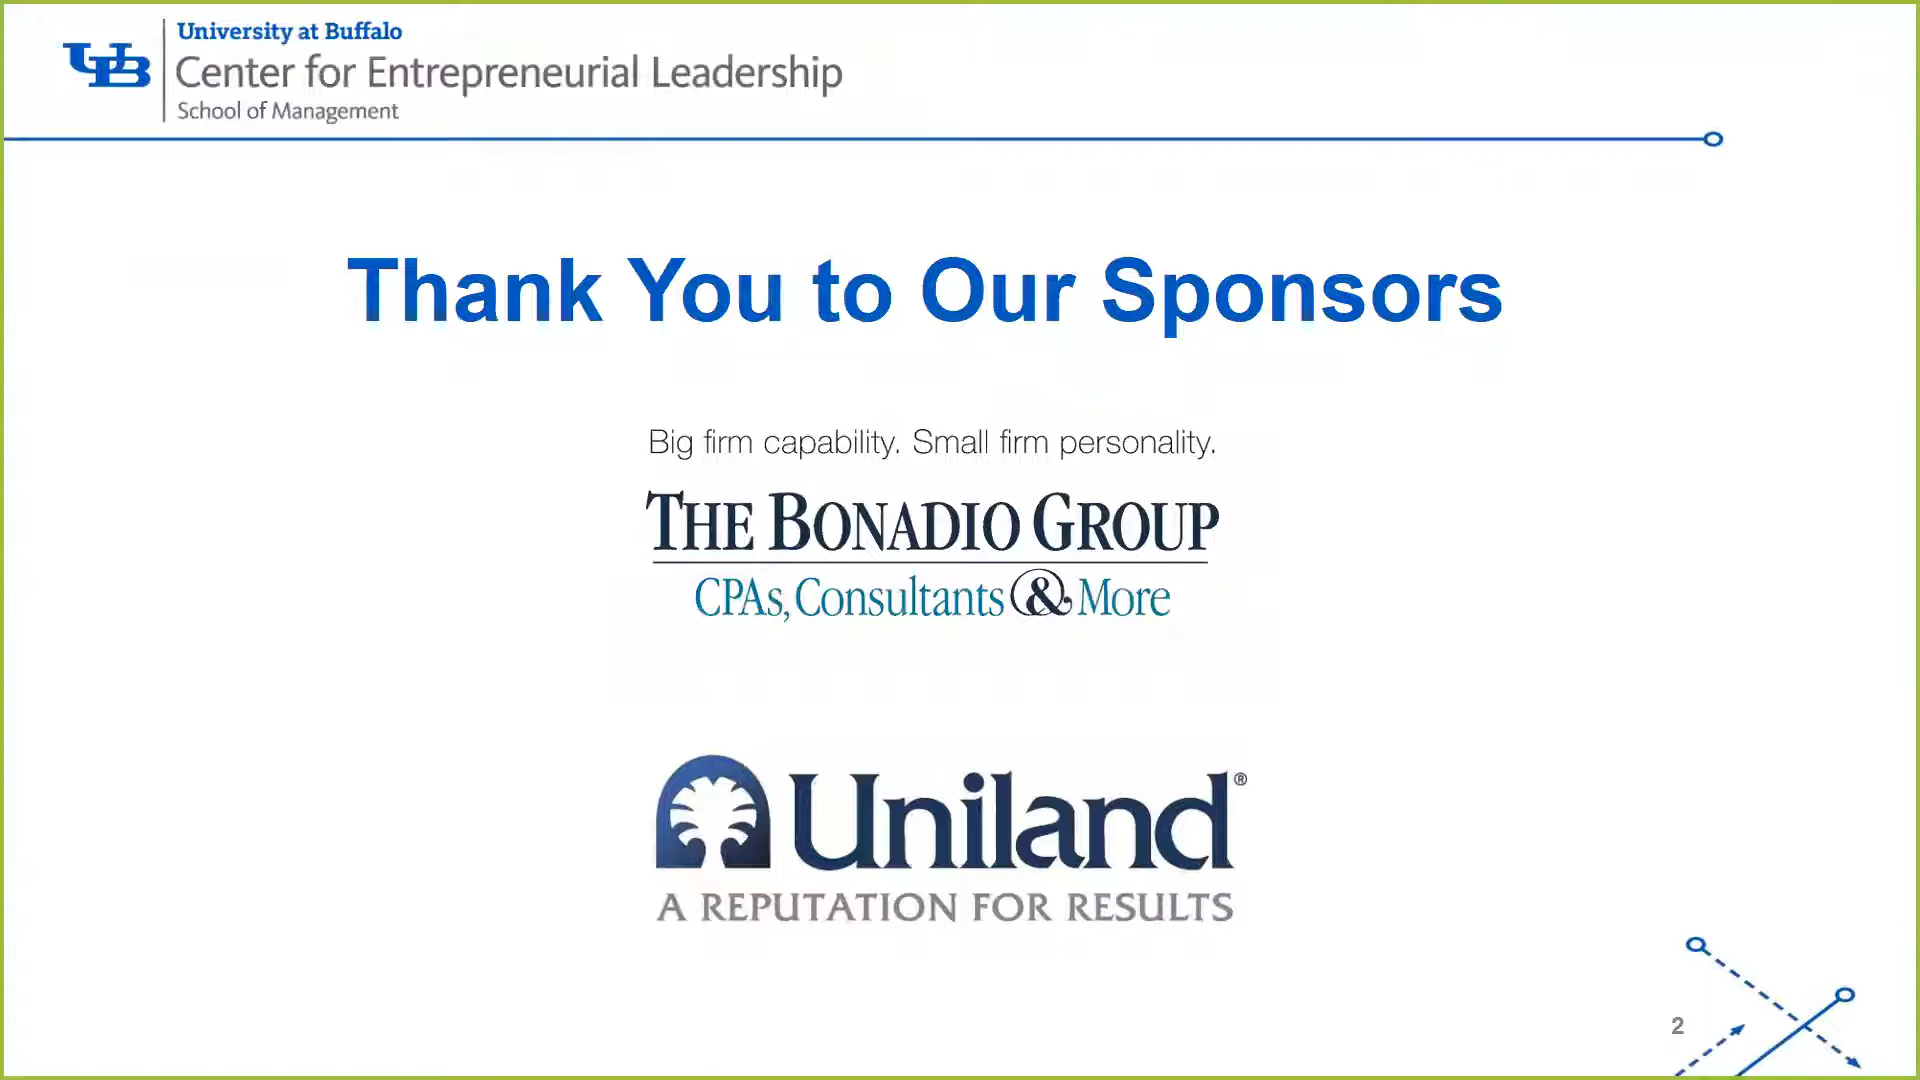 UB
University at Buffalo
Center for Entrepreneurial Leadership
School of Management
Thank You to Our Sponsors
Big firm capability. Small firm personality.
THE BONADIO GROUP
CPAs, Consultants & More
Uniland®
A REPUTATION FOR RESULTS
2